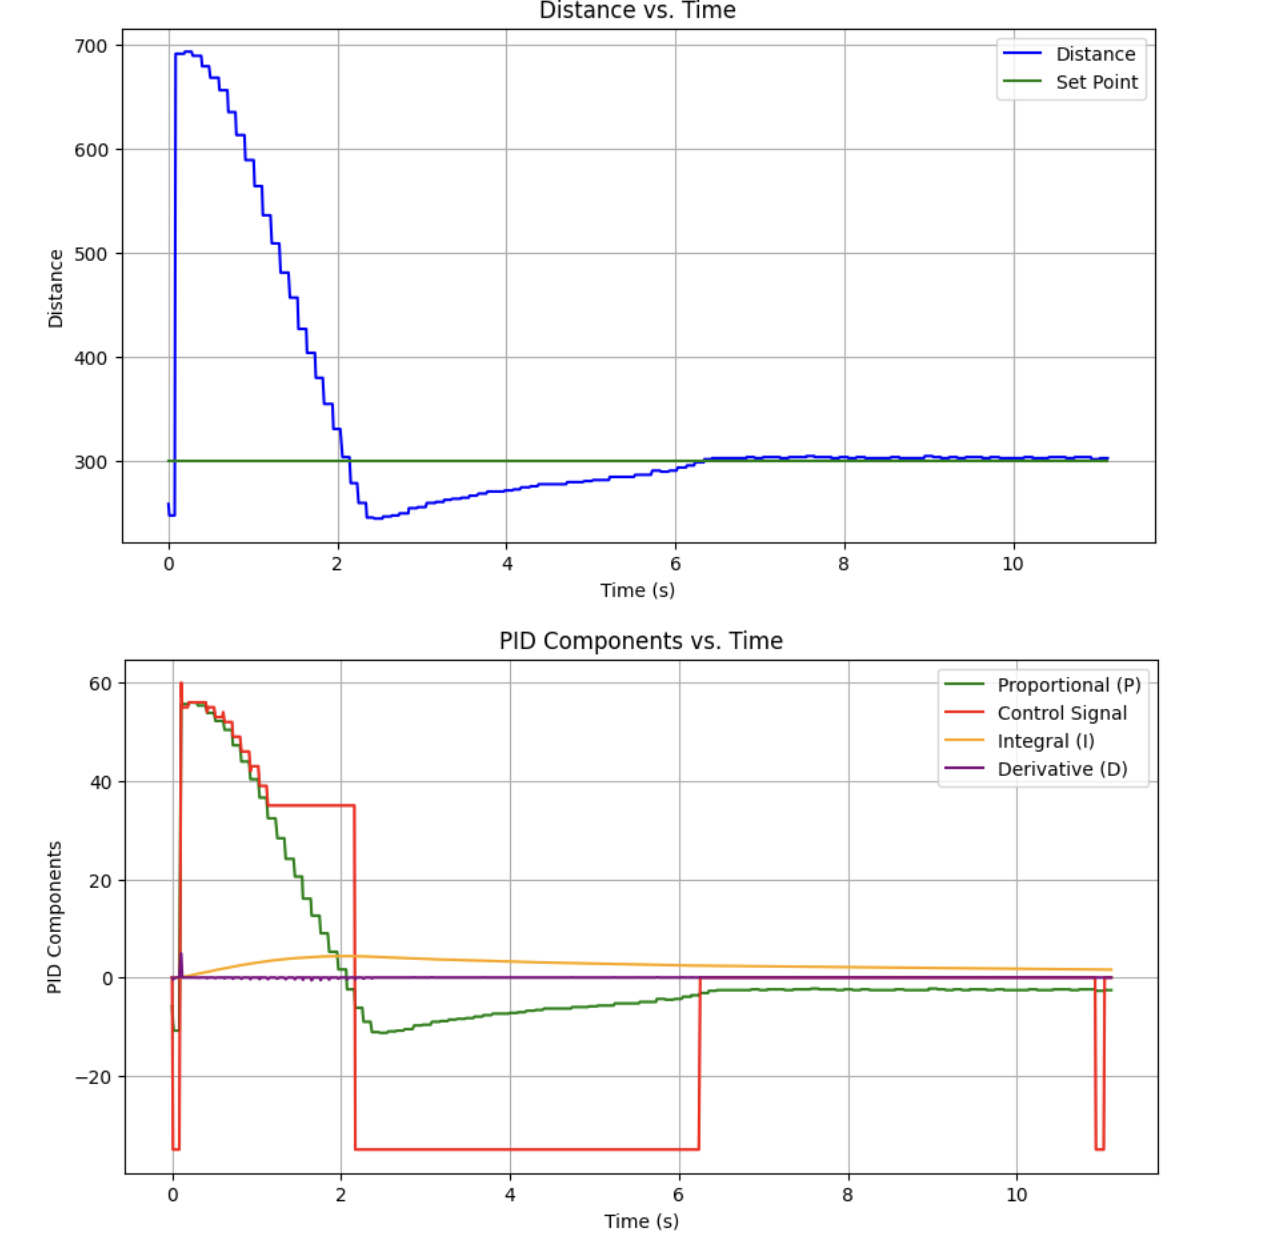 Distance vs. Time
700
600
500
400
300
Distance
Distance
Set Point
0
2
4
6
8
10
Time (s)
PID Components vs. Time
60
40
20
0
−20
PID Components
Proportional (P)
Control Signal
Integral (I)
Derivative (D)
0
2
4
6
8
10
Time (s)